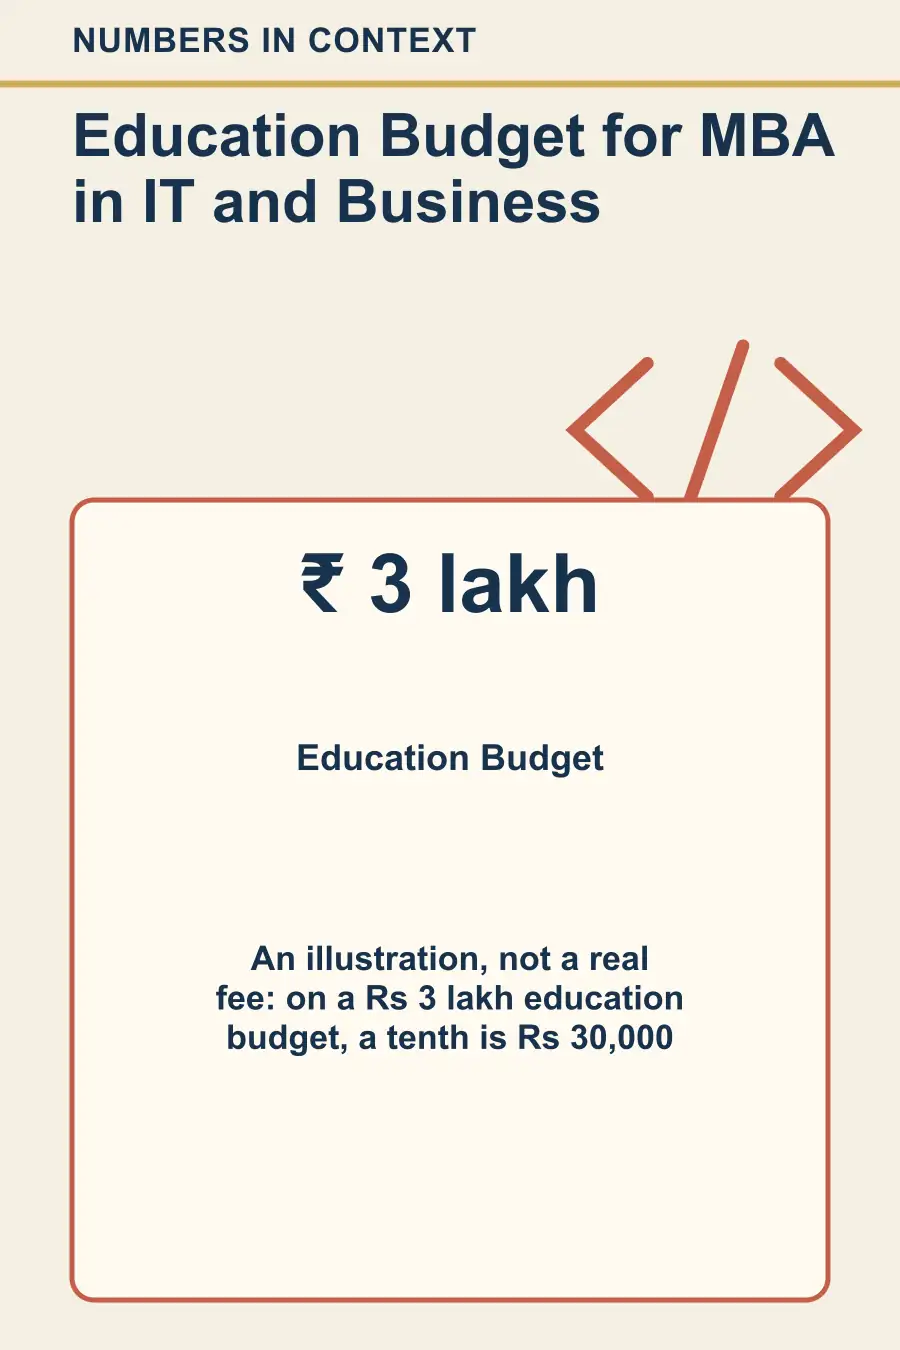 NUMBERS IN CONTEXT
Education Budget for MBA
in IT and Business
₹ 3 lakh
Education Budget
An illustration, not a real
fee: on a Rs 3 lakh education
budget, a tenth is Rs 30,000